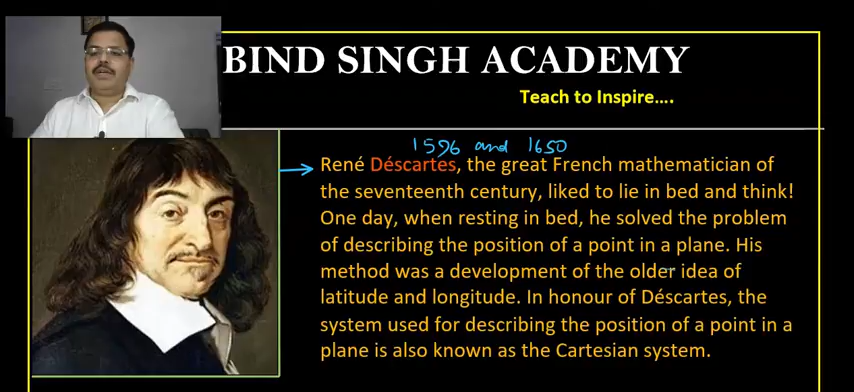 BIND SINGH ACADEMY
Teach to Inspire....
1596 and 1650
René Déscartes, the great French mathematician of
the seventeenth century, liked to lie in bed and think!
One day, when resting in bed, he solved the problem
of describing the position of a point in a plane. His
method was a development of the older idea of
latitude and longitude. In honour of Déscartes, the
system used for describing the position of a point in a
plane is also known as the Cartesian system.